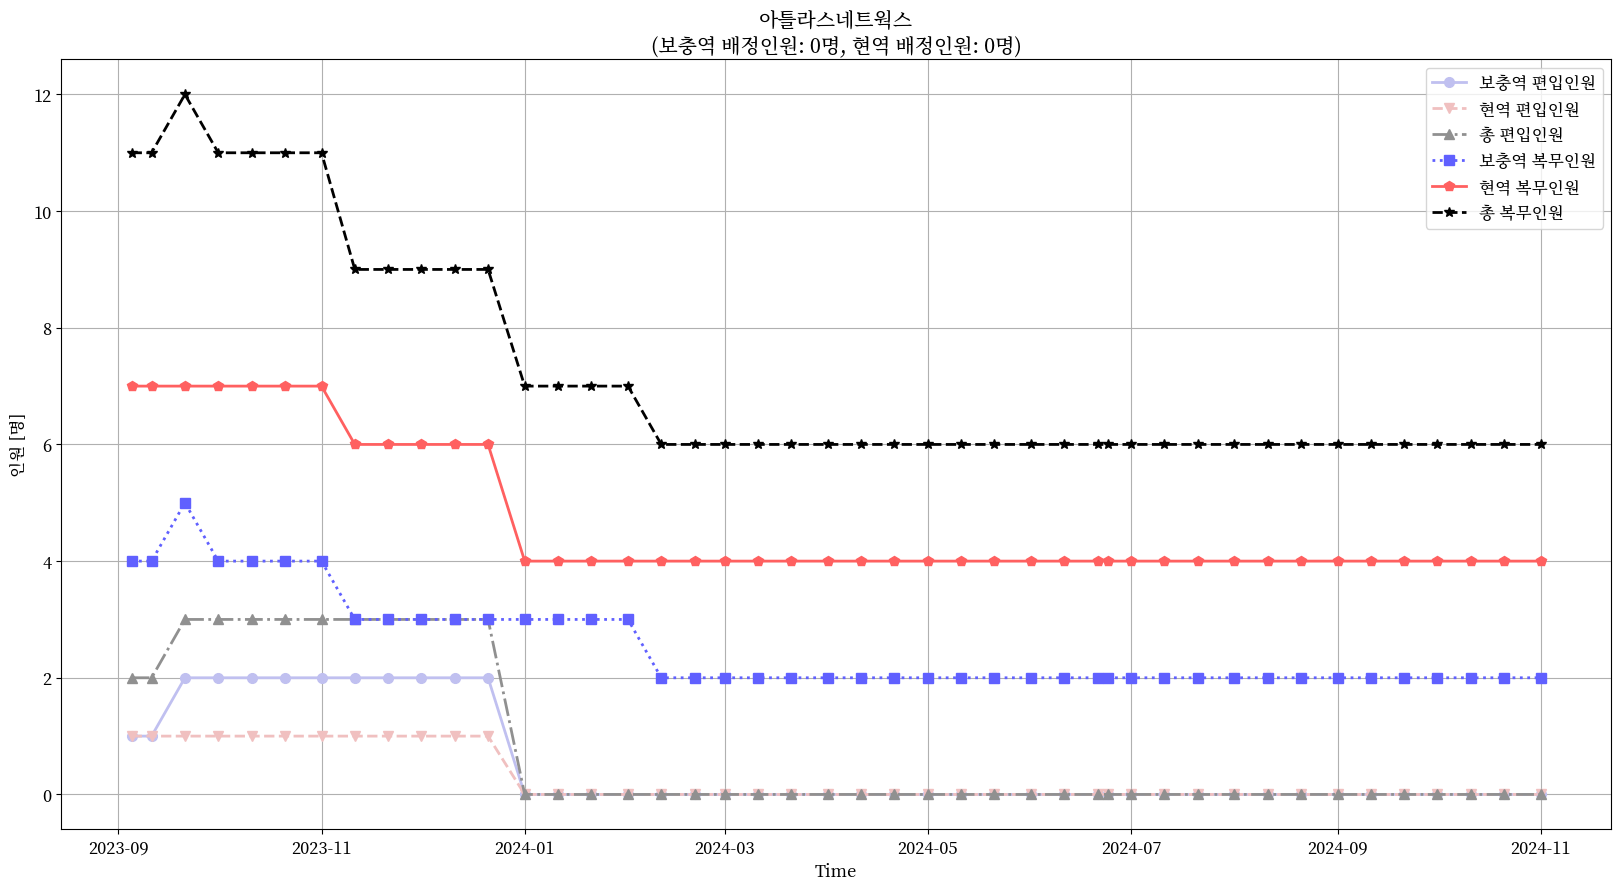 아틀라스네트웍스
(보충역 배정인원: 0명, 현역 배정인원: 0명)
보충역 편입인원
현역 편입인원
총 편입인원
보충역 복무인원
현역 복무인원
총 복무인원
12
10
8
6
4
2
0
인원 [명]
2023-09
2023-11
2024-01
2024-03
2024-05
2024-07
2024-09
2024-11
Time